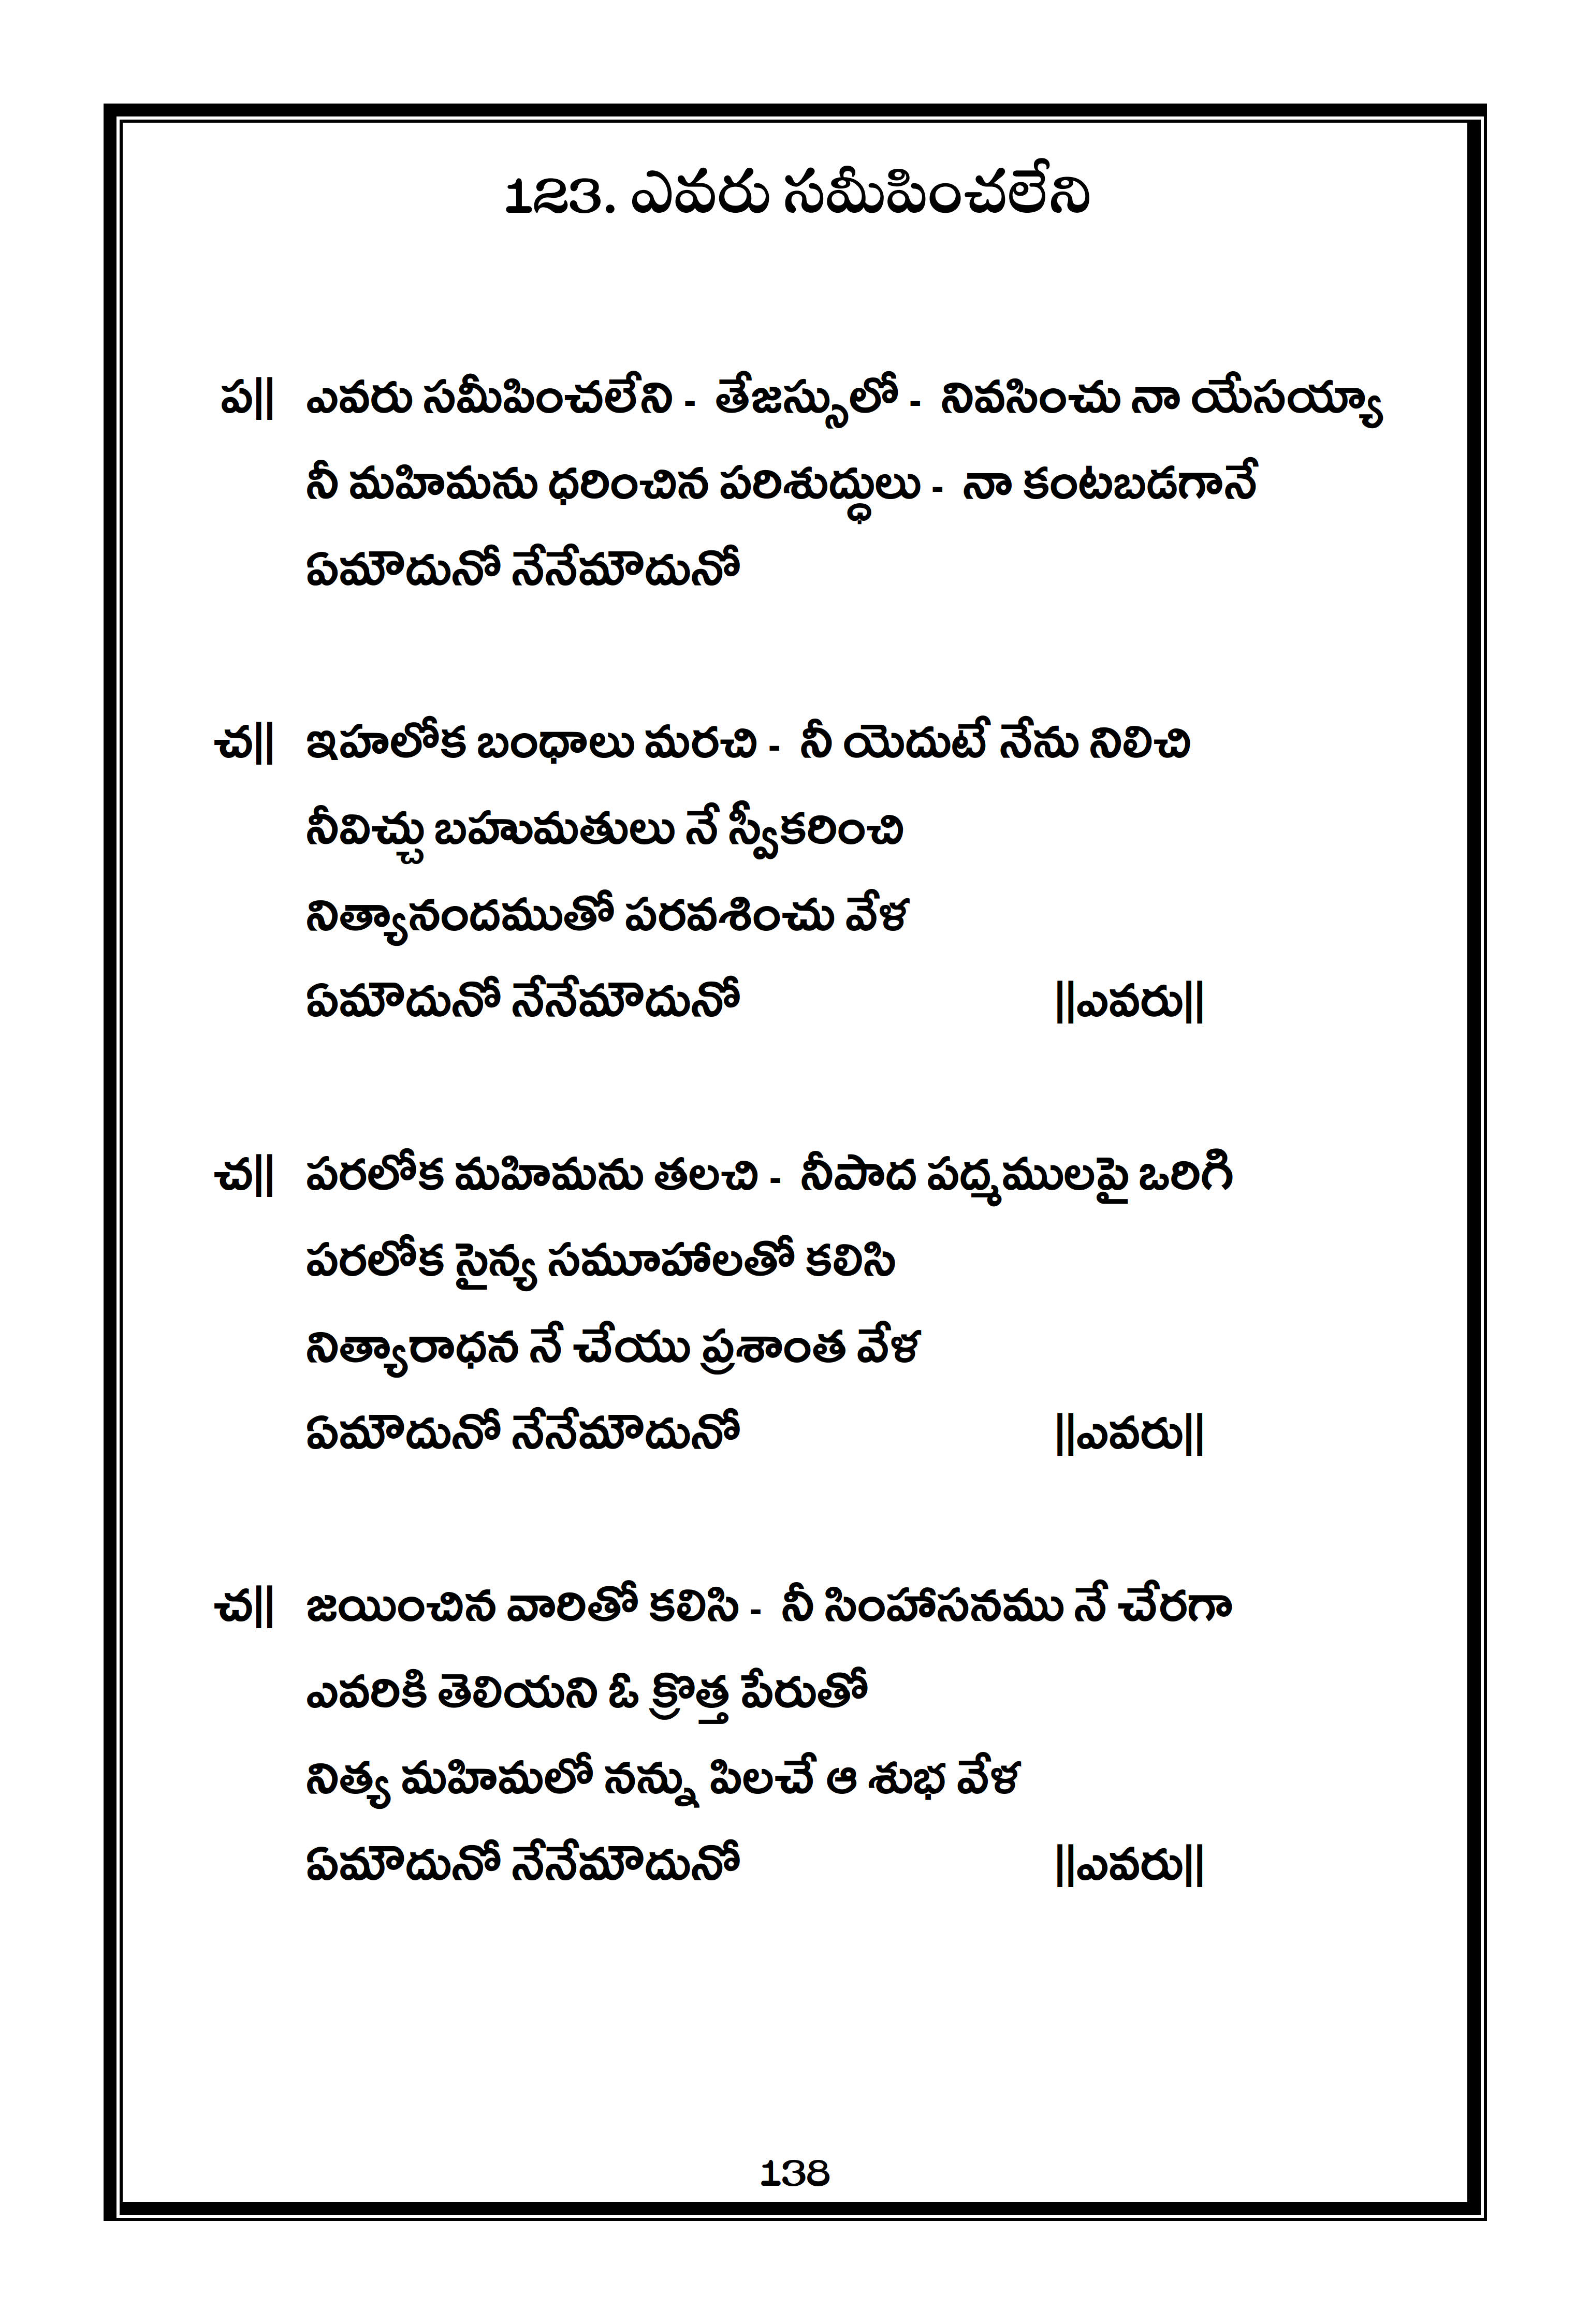 123. ఎవరు సమీపించలేని
ప|| ఎవరు సమీపించలేని - తేజస్సులో - నివసించు నా యేసయ్యా
నీ మహిమను ధరించిన పరిశుద్ధులు - నా కంటబడగానే
ఏమౌదునో నేనేమౌదునో
చ|| ఇహలోక బంధాలు మరచి - నీ యెదుటే నేను నిలిచి
నీవిచ్చు బహుమతులు నే స్వీకరించి
నిత్యానందముతో పరవశించు వేళ
ఏమౌదునో నేనేమౌదునో ||ఎవరు||
చ|| పరలోక మహిమను తలచి - నీపాద పద్మములపై ఒరిగి
పరలోక సైన్య సమూహాలతో కలిసి
నిత్యారాధన నే చేయు ప్రశాంత వేళ
ఏమౌదునో నేనేమౌదునో ||ఎవరు||
చ|| జయించిన వారితో కలిసి - నీ సింహాసనము నే చేరగా
ఎవరికి తెలియని ఓ క్రొత్త పేరుతో
నిత్య మహిమలో నన్ను పిలచే ఆ శుభ వేళ
ఏమౌదునో నేనేమౌదునో ||ఎవరు||
138